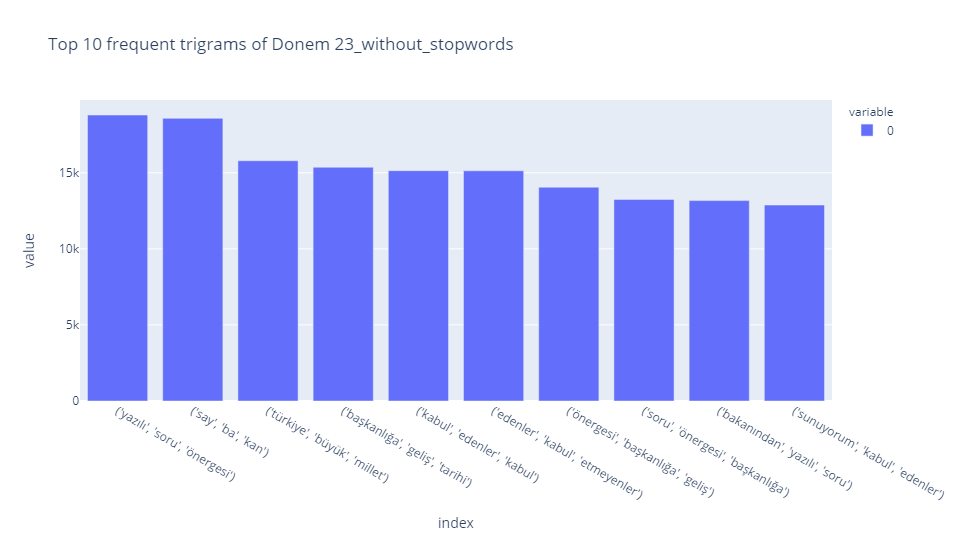 Top 10 frequent trigrams of Donem 23_without_stopwords
variable
0
value
15k
10k
5k
0
('yazılı', 'soru', 'önergesi')
('say', 'ba', 'kan')
('türkiye', 'büyük', 'millet')
('başkanlığa', 'geliş', 'tarihi')
('kabul', 'edenler', 'kabul')
('edenler', 'kabul', 'etmeyenler')
('önergesi', 'başkanlığa', 'geliş')
('soru', 'önergesi', 'başkanlığa')
('bakanından', 'yazılı', 'soru')
('sunuyorum', 'kabul', 'edenler')
index